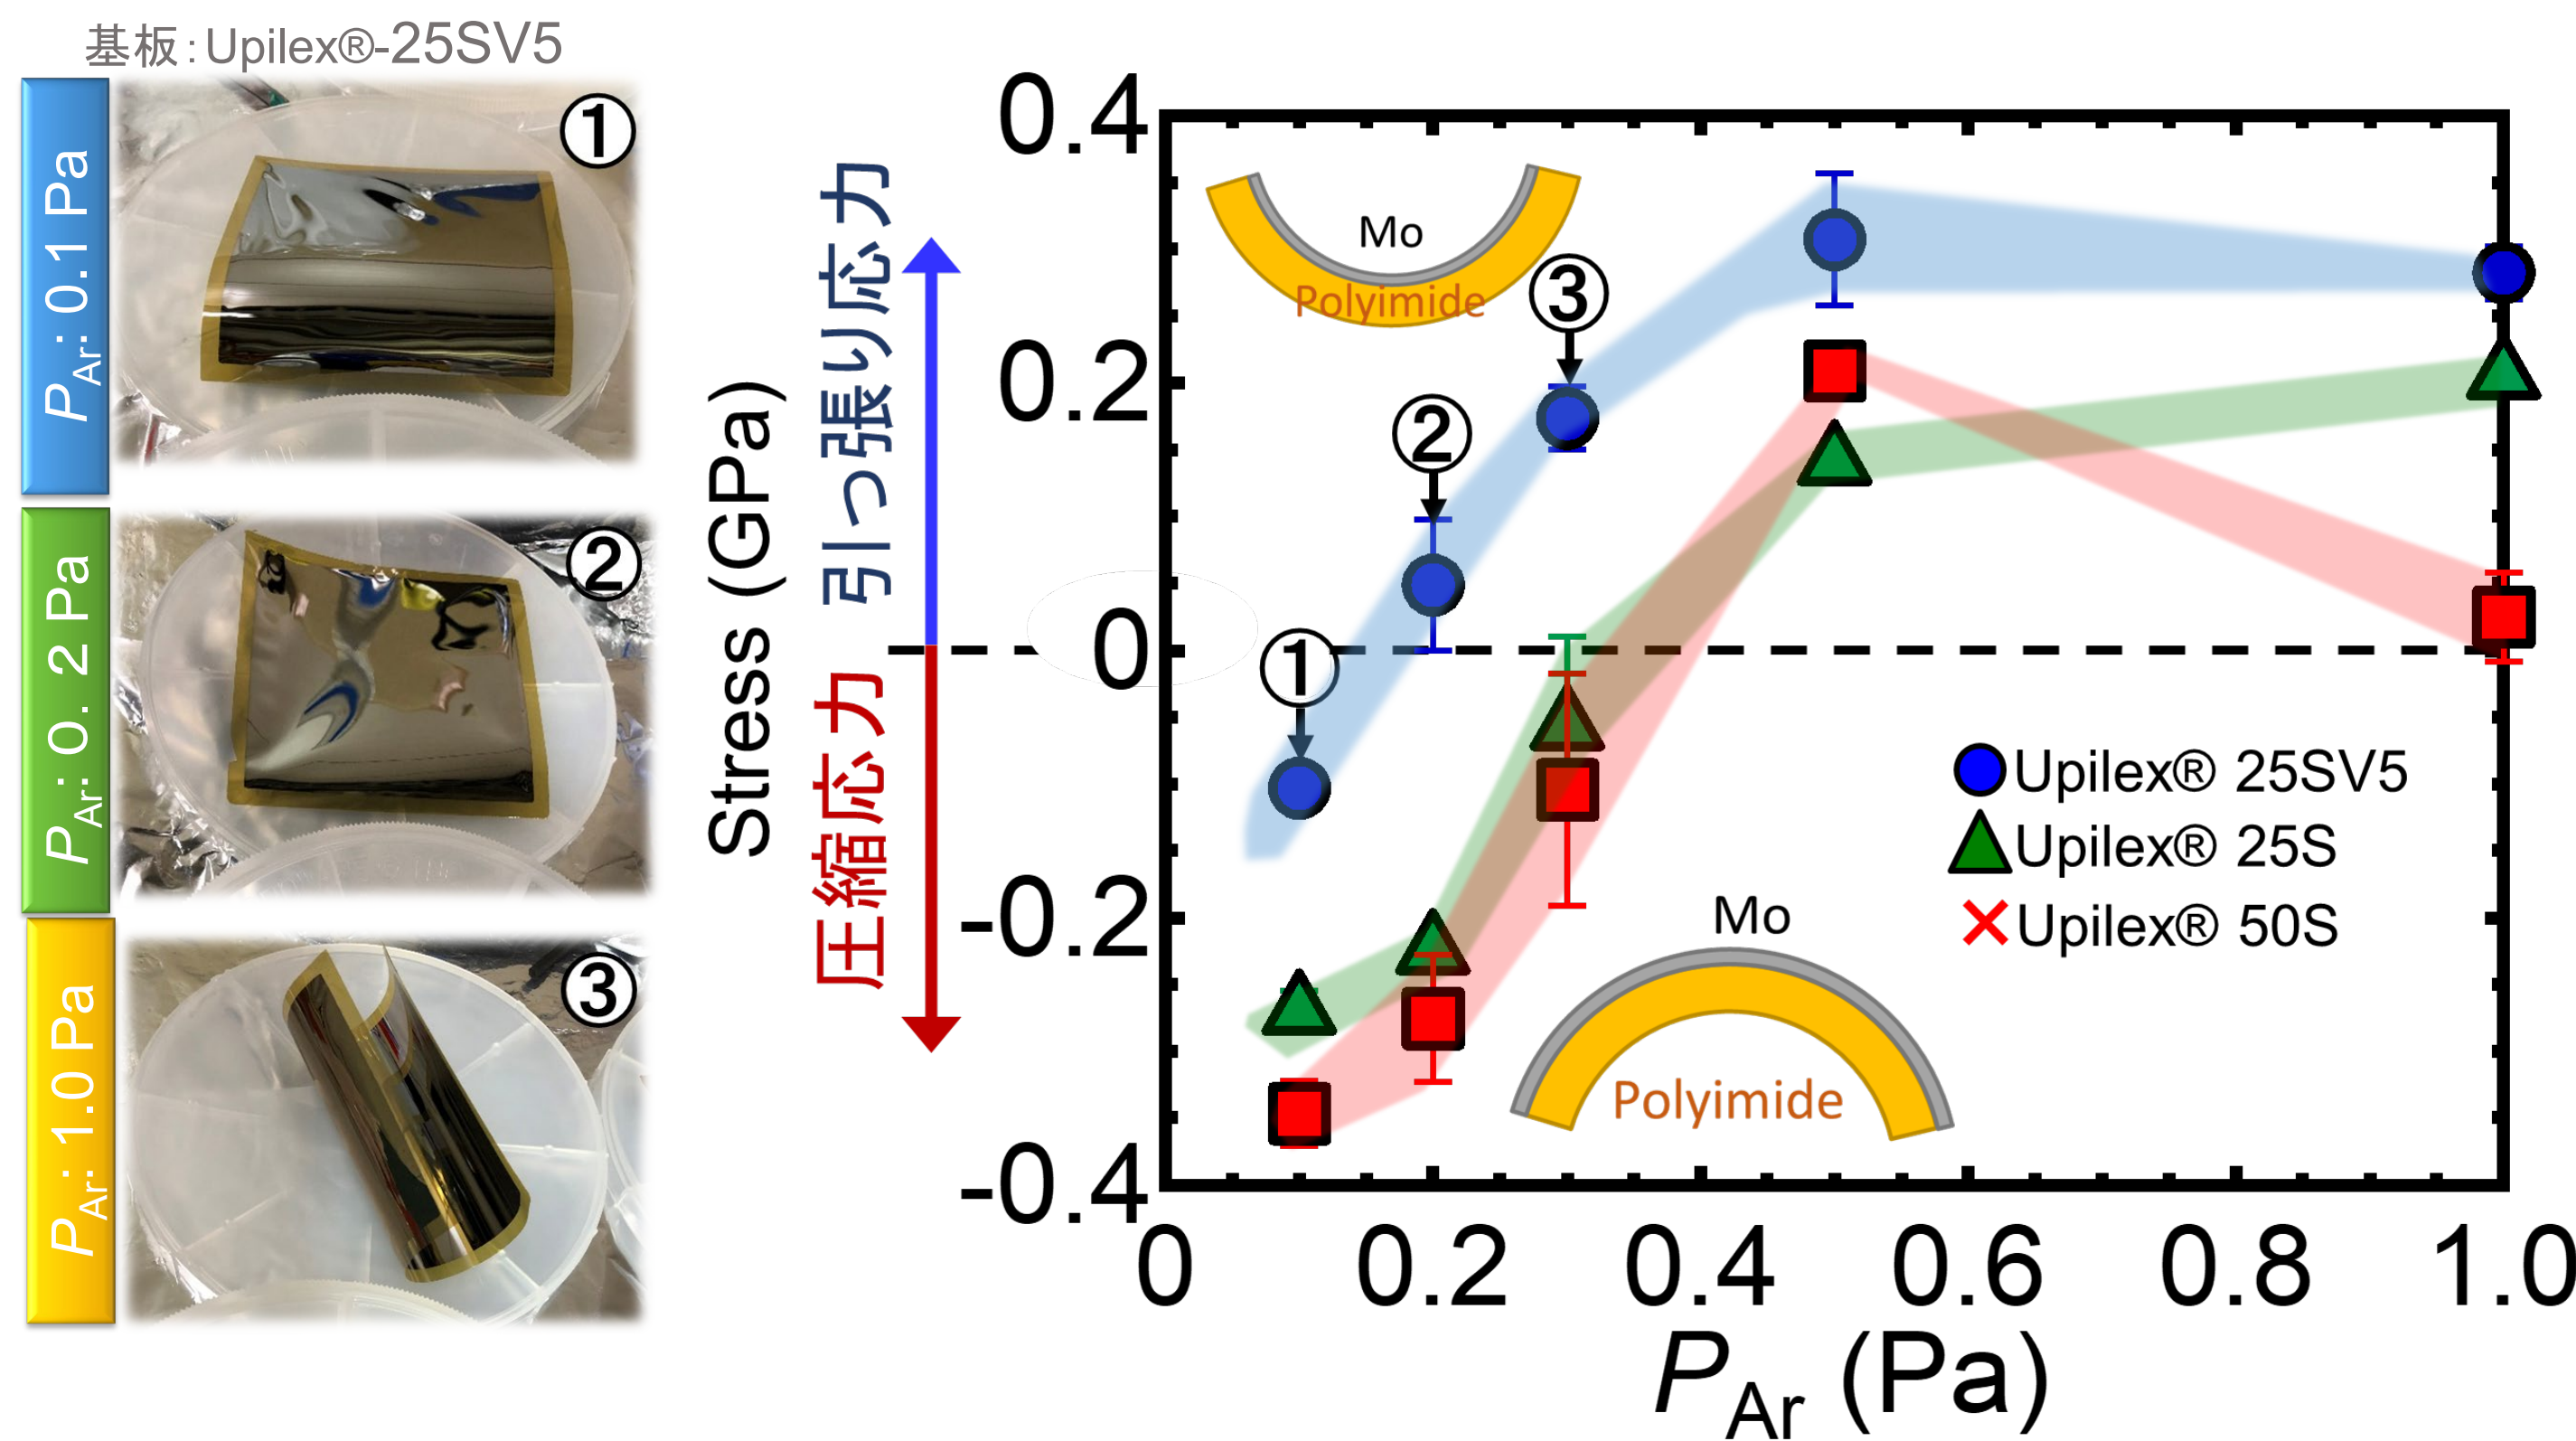 基板：Upilex®-25SV5
P_Ar: 0.1 Pa
①
P_Ar: 0. 2 Pa
②
P_Ar: 1.0 Pa
③
Stress (GPa)
引っ張り応力
圧縮応力
0.4
0.2
0
-0.2
-0.4
Mo
Polyimide
①
②
③
Upilex® 25SV5
Upilex® 25S
Upilex® 50S
Mo
Polyimide
0 0.2 0.4 0.6 0.8 1.0
P_Ar (Pa)